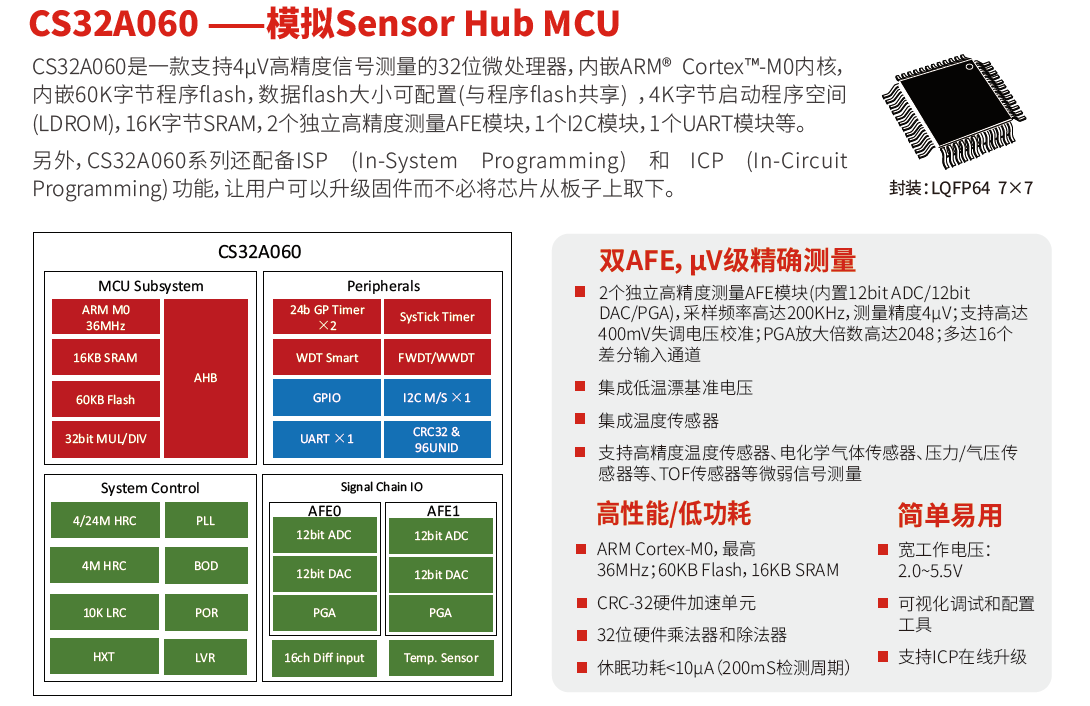 CS32A060 ——模拟Sensor Hub MCU
CS32A060是一款支持4μV高精度信号测量的32位微处理器，内嵌ARM® Cortex™-M0内核，
内嵌60K字节程序flash，数据flash大小可配置(与程序flash共享) ，4K字节启动程序空间
(LDROM)，16K字节SRAM，2个独立高精度测量AFE模块，1个I2C模块，1个UART模块等。
另外，CS32A060系列还配备ISP (In-System Programming) 和 ICP (In-Circuit
Programming) 功能，让用户可以升级固件而不必将芯片从板子上取下。
封装：LQFP64 7×7
CS32A060
MCU Subsystem
ARM M0
36MHz
16KB SRAM
60KB Flash
32bit MUL/DIV
AHB
Peripherals
24b GP Timer
×2
SysTick Timer
WDT Smart
FWDT/WWDT
GPIO
I2C M/S ×1
UART ×1
CRC32 &
96UNID
System Control
4/24M HRC
PLL
4M HRC
BOD
10K LRC
POR
HXT
LVR
Signal Chain IO
AFE0
12bit ADC
12bit DAC
PGA
AFE1
12bit ADC
12bit DAC
PGA
16ch Diff input
Temp. Sensor
双AFE，μV级精确测量
2个独立高精度测量AFE模块(内置12bit ADC/12bit
DAC/PGA)，采样频率高达200KHz，测量精度4μV；支持高达
400mV失调电压校准；PGA放大倍数高达2048；多达16个
差分输入通道
集成低温漂基准电压
集成温度传感器
支持高精度温度传感器、电化学气体传感器、压力/气压传
感器等、TOF传感器等微弱信号测量
高性能/低功耗
ARM Cortex-M0，最高
36MHz；60KB Flash，16KB SRAM
CRC-32硬件加速单元
32位硬件乘法器和除法器
休眠功耗<10μA（200mS检测周期）
简单易用
宽工作电压：
2.0~5.5V
可视化调试和配置
工具
支持ICP在线升级